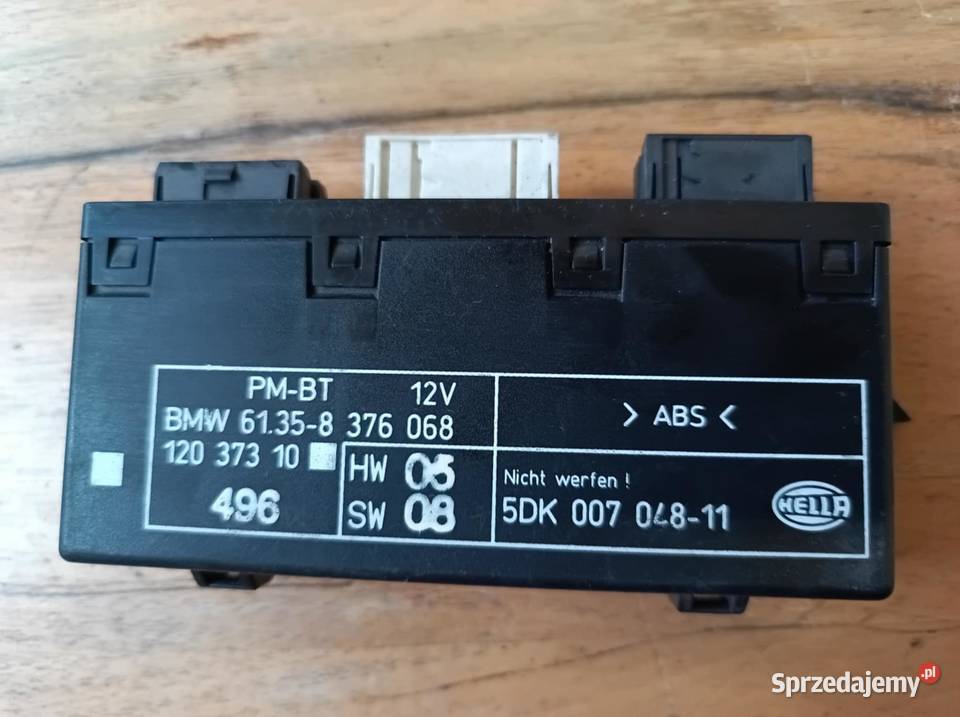 PM-BT 12V
BMW 61.35-8 376 068
120 373 10
HW 05
496
SW 08
> ABS <
Nicht werfen !
5DK 007 048-11
HELLA
Sprzedajemy.pl